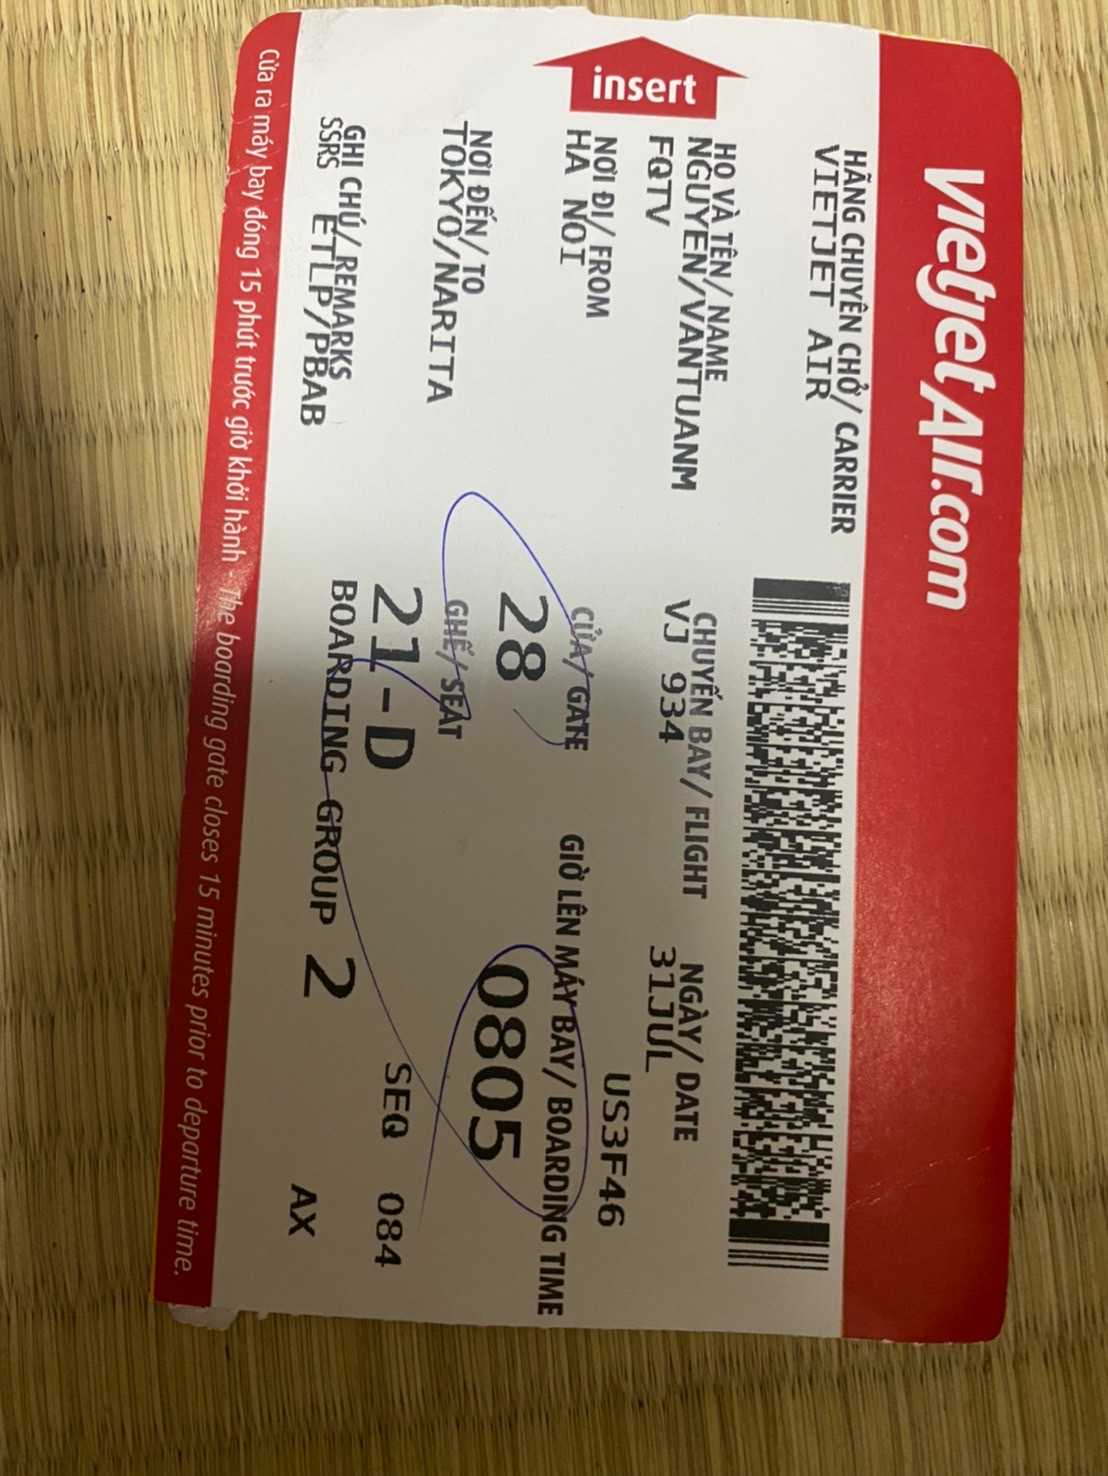 vietjetAir.com
HÃNG CHUYÊN CHỞ/ CARRIER
VIETJET AIR
insert
HỌ VÀ TÊN/ NAME
NGUYEN/VANTUANM
FQTV
CHUYẾN BAY/ FLIGHT
VJ 934
NGÀY/ DATE
31JUL
US3F46
NƠI ĐI/ FROM
HA NOI
CỬA/ GATE
28
GIỜ LÊN MÁY BAY/ BOARDING TIME
0805
NƠI ĐẾN/ TO
TOKYO/NARITA
GHẾ/ SEAT
21-D
SEQ 084
GHI CHÚ/ REMARKS
SSRS ETLP/PBAB
BOARDING GROUP 2
AX
Cửa ra máy bay đóng 15 phút trước giờ khởi hành - The boarding gate closes 15 minutes prior to departure time.